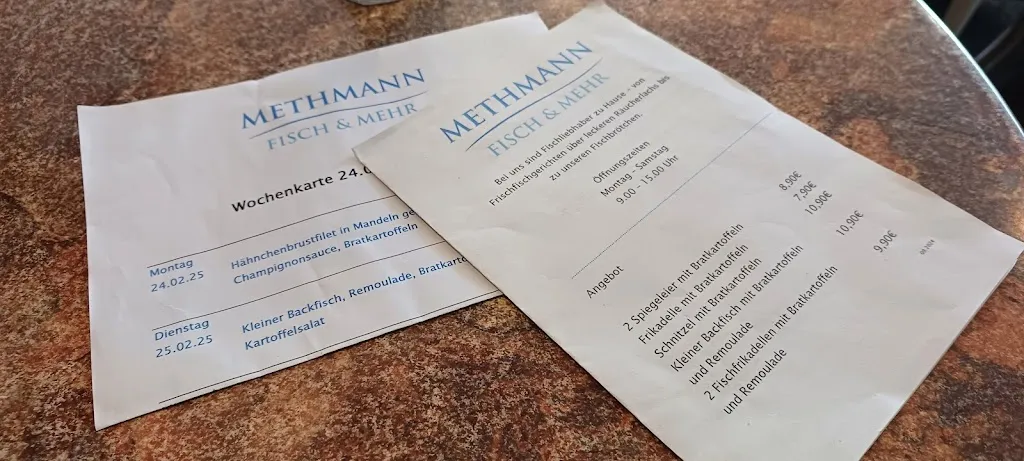 METHMANN
FISCH & MEHR
Wochenkarte 24.0
Montag
24.02.25
Hähnchenbrustfilet in Mandeln ge
Champignonsauce, Bratkartoffeln
Dienstag
25.02.25
Kleiner Backfisch, Remoulade, Bratkarto
Kartoffelsalat
METHMANN
FISCH & MEHR
Bei uns sind Fischliebhaber zu Hause - von
Frischfischgerichten über leckeren Räucherlachs bis
zu unseren Fischbrötchen.
Öffnungszeiten
Montag - Samstag
9.00 - 15.00 Uhr
Angebot
2 Spiegeleier mit Bratkartoffeln 8,90€
Frikadelle mit Bratkartoffeln 7,90€
Schnitzel mit Bratkartoffeln 10,90€
Kleiner Backfisch mit Bratkartoffeln 10,90€
und Remoulade
2 Fischfrikadellen mit Bratkartoffeln 9,90€
und Remoulade